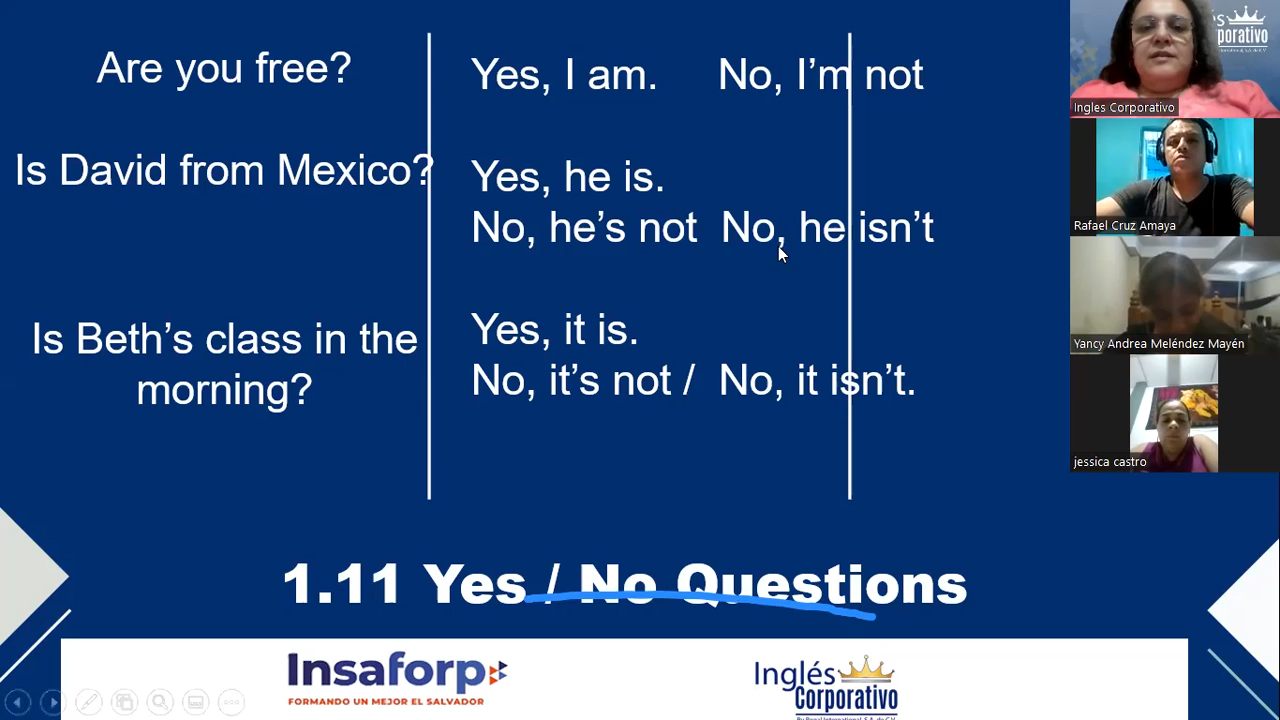 Are you free?
Yes, I am. No, I'm not
Is David from Mexico?
Yes, he is.
No, he's not No, he isn't
Is Beth's class in the
morning?
Yes, it is.
No, it's not / No, it isn't.
1.11 Yes / No Questions
Insaforp
FORMANDO UN MEJOR EL SALVADOR
Inglés
Corporativo
Ingles Corporativo
Rafael Cruz Amaya
Yancy Andrea Meléndez Mayén
jessica castro